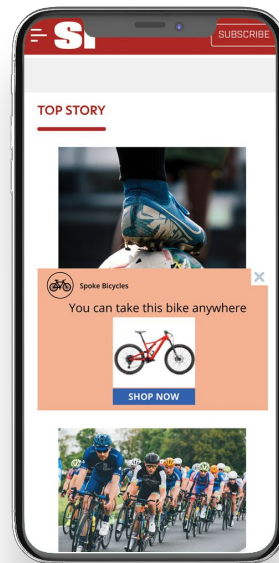 SI
SUBSCRIBE
TOP STORY
Spoke Bicycles
You can take this bike anywhere
SHOP NOW